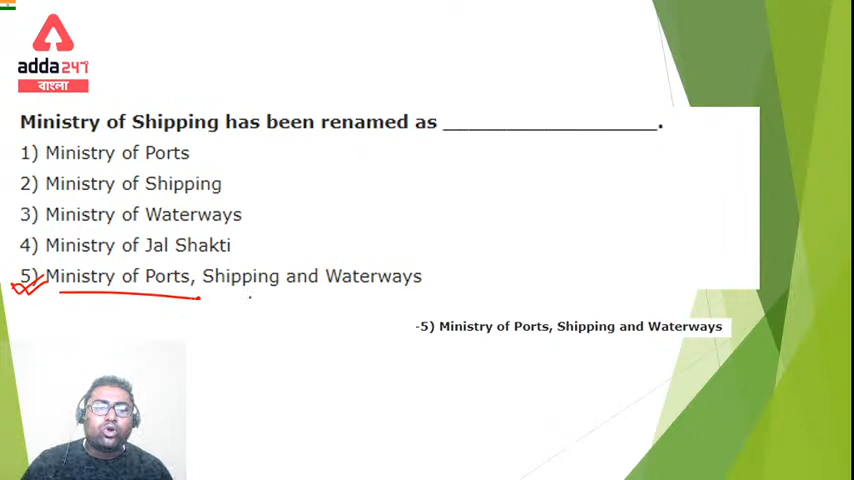 adda247
বাংলা
Ministry of Shipping has been renamed as __________________.
1) Ministry of Ports
2) Ministry of Shipping
3) Ministry of Waterways
4) Ministry of Jal Shakti
5) Ministry of Ports, Shipping and Waterways
-5) Ministry of Ports, Shipping and Waterways